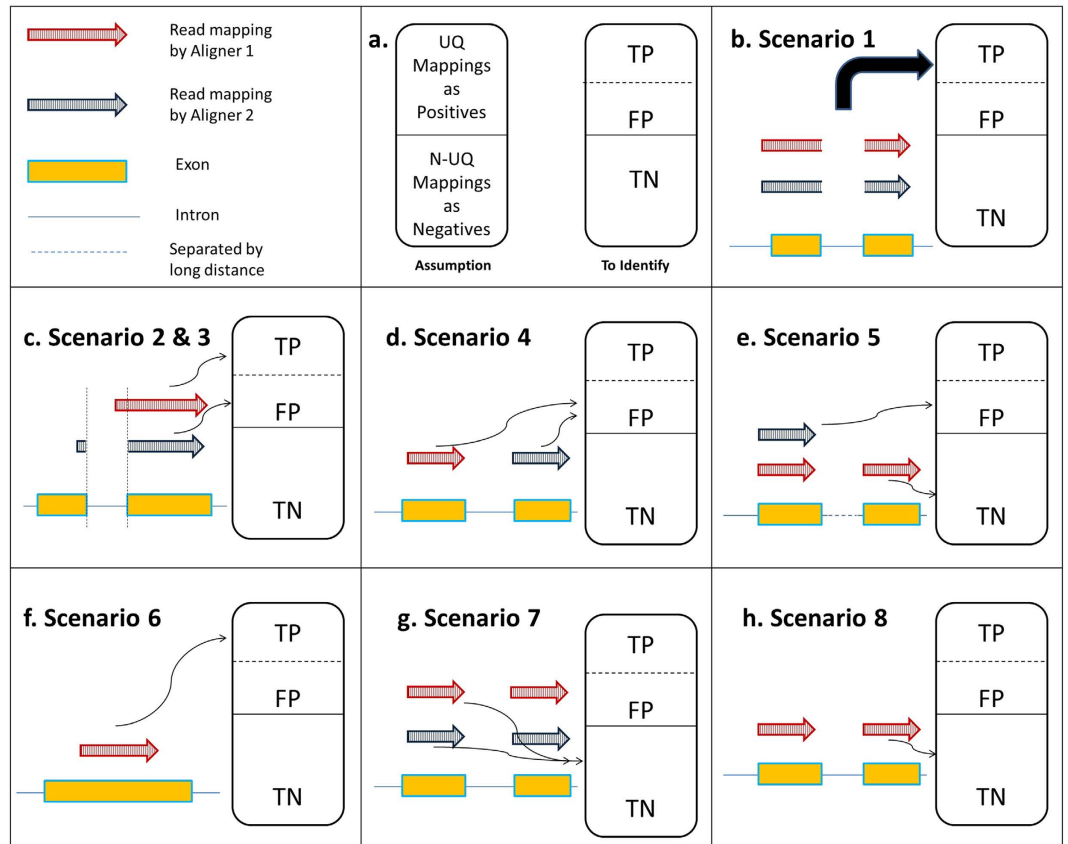 Read mapping
by Aligner 1
Read mapping
by Aligner 2
Exon
Intron
Separated by
long distance
a.
UQ
Mappings
as
Positives
N-UQ
Mappings
as
Negatives
Assumption
TP
FP
TN
To Identify
b. Scenario 1
TP
FP
TN
c. Scenario 2 & 3
TP
FP
TN
d. Scenario 4
TP
FP
TN
e. Scenario 5
TP
FP
TN
f. Scenario 6
TP
FP
TN
g. Scenario 7
TP
FP
TN
h. Scenario 8
TP
FP
TN